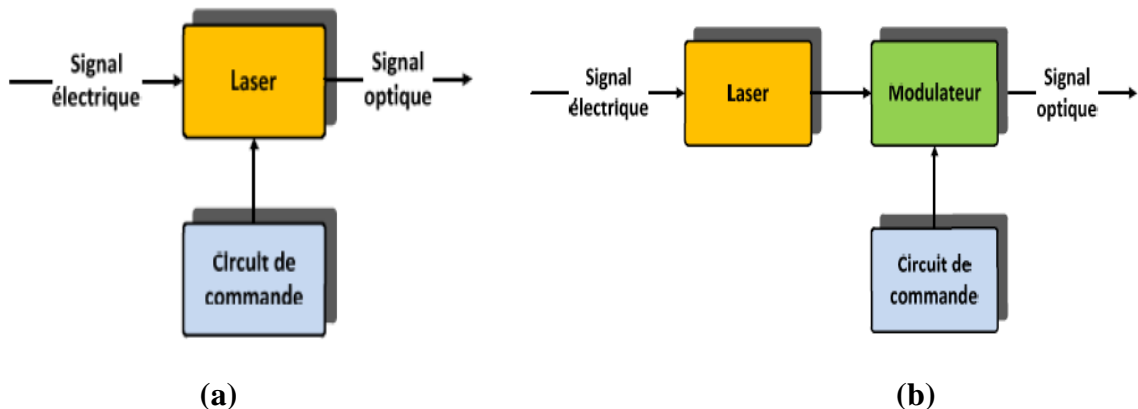 Signal
électrique
Laser
Signal
optique
Circuit de
commande
(a)
Signal
électrique
Laser
Modulateur
Signal
optique
Circuit de
commande
(b)